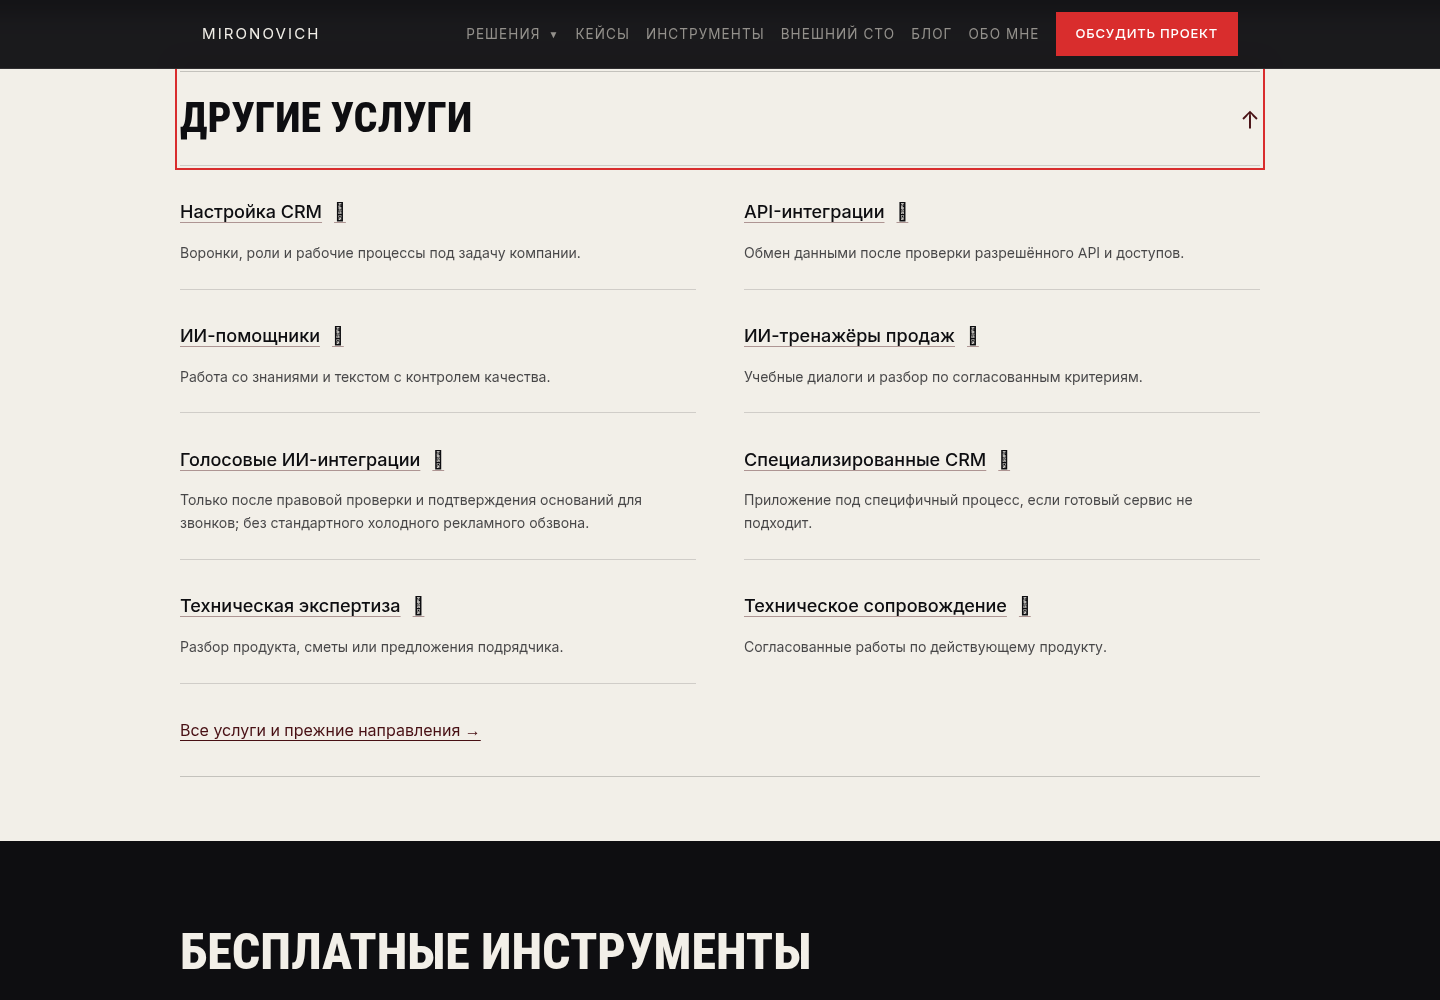 MIRONOVICH
РЕШЕНИЯ ▼ КЕЙСЫ ИНСТРУМЕНТЫ ВНЕШНИЙ СТО БЛОГ ОБО МНЕ ОБСУДИТЬ ПРОЕКТ
ДРУГИЕ УСЛУГИ ↑
Настройка CRM
Воронки, роли и рабочие процессы под задачу компании.
API-интеграции
Обмен данными после проверки разрешённого API и доступов.
ИИ-помощники
Работа со знаниями и текстом с контролем качества.
ИИ-тренажёры продаж
Учебные диалоги и разбор по согласованным критериям.
Голосовые ИИ-интеграции
Только после правовой проверки и подтверждения оснований для
звонков; без стандартного холодного рекламного обзвона.
Специализированные CRM
Приложение под специфичный процесс, если готовый сервис не
подходит.
Техническая экспертиза
Разбор продукта, сметы или предложения подрядчика.
Техническое сопровождение
Согласованные работы по действующему продукту.
Все услуги и прежние направления →
БЕСПЛАТНЫЕ ИНСТРУМЕНТЫ